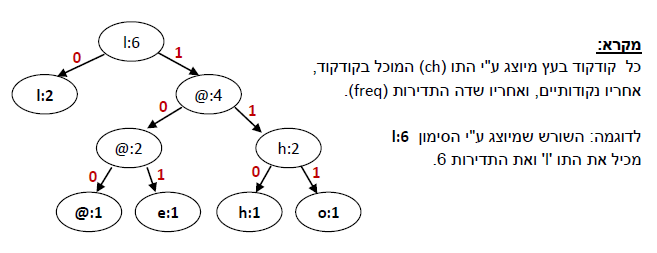 מקרא:
כל קודקוד בעץ מיוצג ע"י התו (ch) המוכל בקודקוד,
אחריו נקודותיים, ואחריו שדה התדירות (freq).
לדוגמה: השורש שמיוצג ע"י הסימון l:6
מכיל את התו 'l' ואת התדירות 6.
l:6
0 1
l:2 @:4
0 1
@:2 h:2
0 1 0 1
@:1 e:1 h:1 o:1